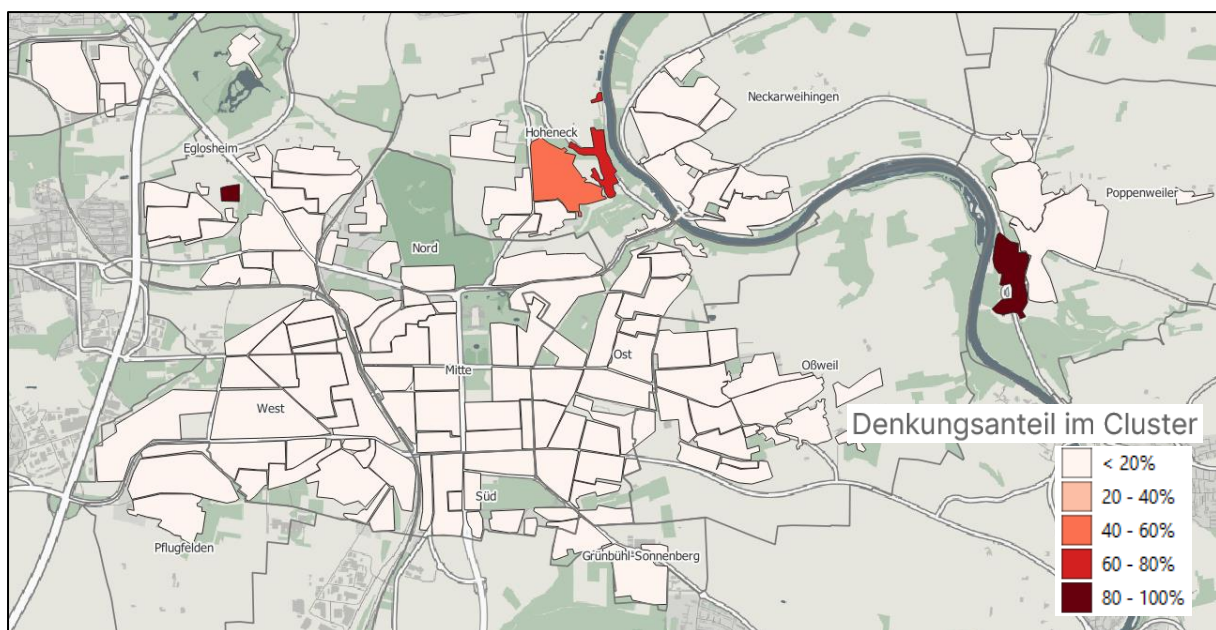 Neckarweihingen
Hoheneck
Eglosheim
Poppenweiler
Nord
Ost
Oßweil
Mitte
West
Denkungsanteil im Cluster
< 20%
20 - 40%
40 - 60%
60 - 80%
80 - 100%
Süd
Pflugfelden
Grünbühl-Sonnenberg